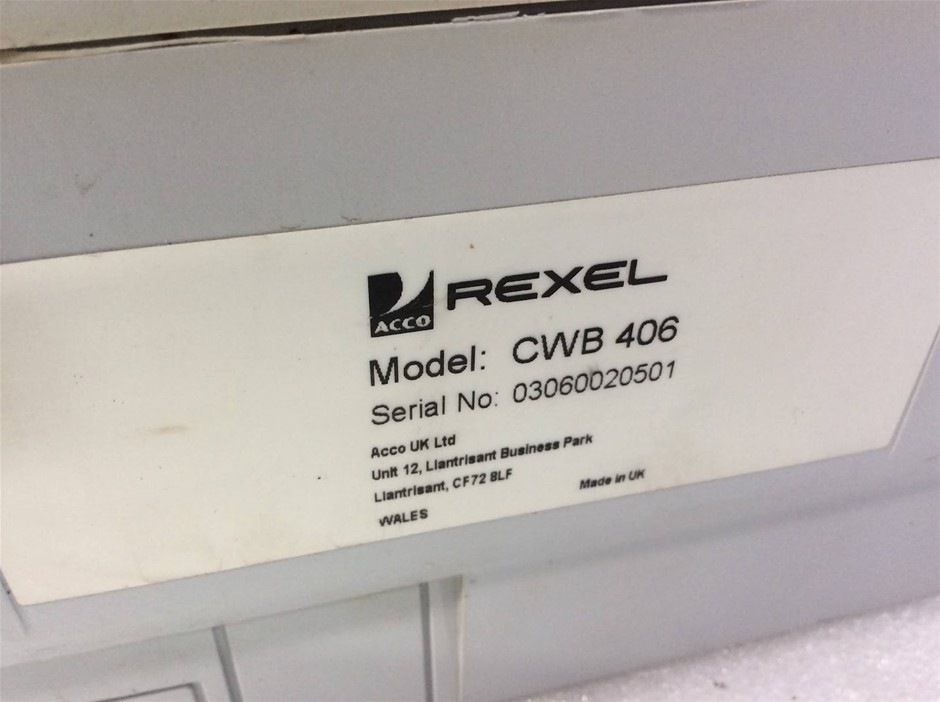 ACCO REXEL
Model: CWB 406
Serial No: 03060020501
Acco UK Ltd
Unit 12, Llantrisant Business Park
Llantrisant, CF72 8LF
Made in UK
WALES